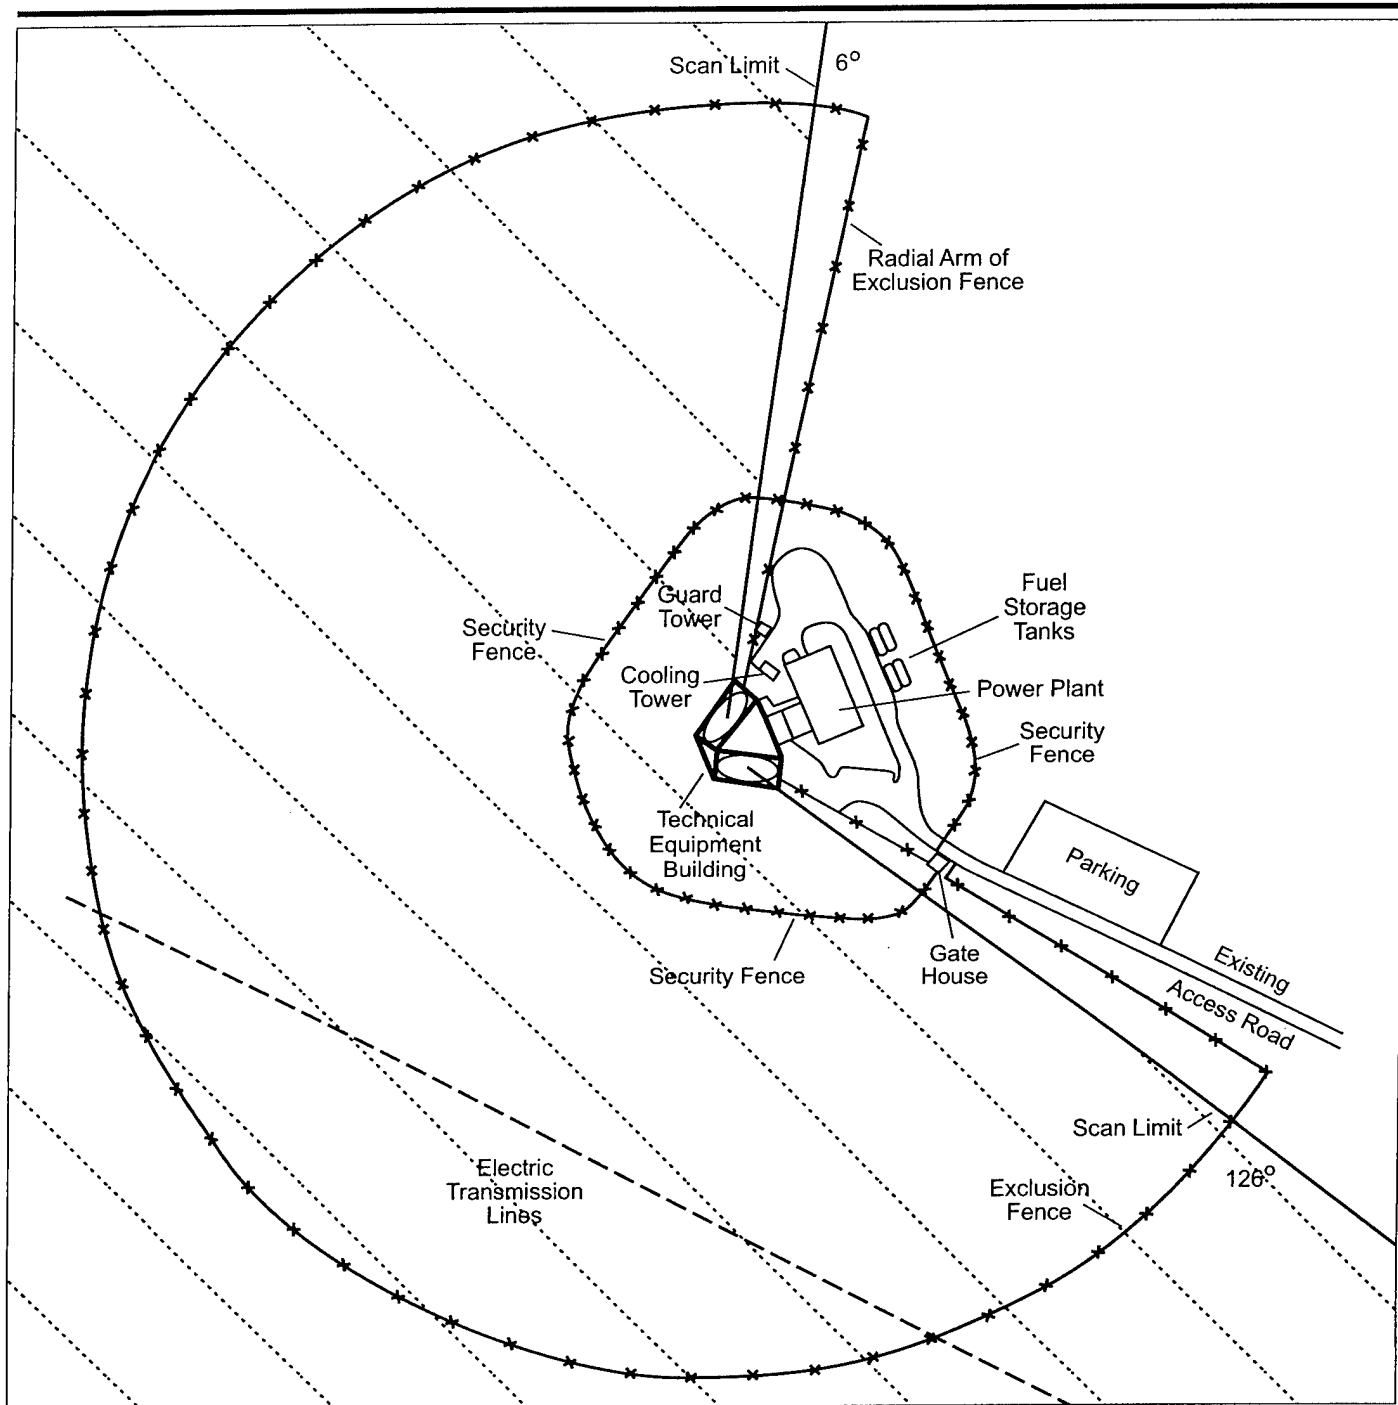 Scan Limit
6°
Radial Arm of
Exclusion Fence
Guard
Tower
Fuel
Storage
Tanks
Security
Fence
Cooling
Tower
Power Plant
Security
Fence
Technical
Equipment
Building
Parking
Gate
House
Security Fence
Existing
Access Road
Scan Limit
126°
Electric
Transmission
Lines
Exclusion
Fence